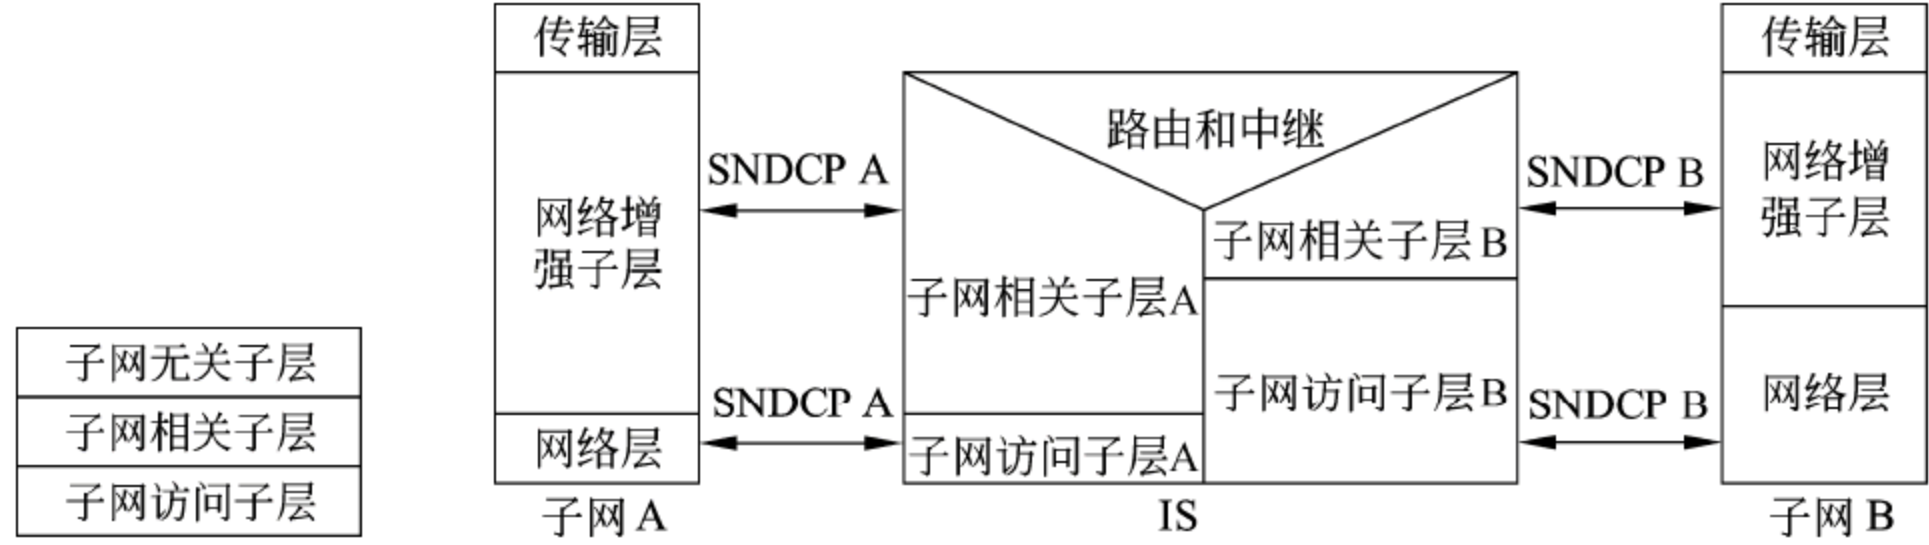 子网无关子层
子网相关子层
子网访问子层
传输层
网络增
强子层
网络层
子网 A
SNDCP A
SNDCP A
路由和中继
子网相关子层A
子网访问子层A
子网相关子层 B
子网访问子层B
IS
SNDCP B
SNDCP B
传输层
网络增
强子层
网络层
子网 B